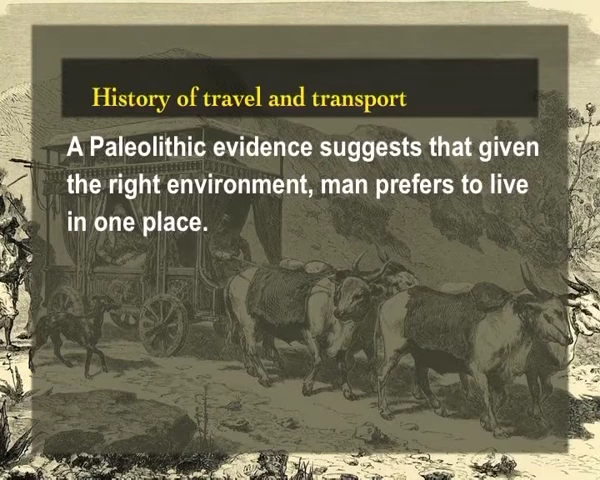 History of travel and transport
A Paleolithic evidence suggests that given
the right environment, man prefers to live
in one place.